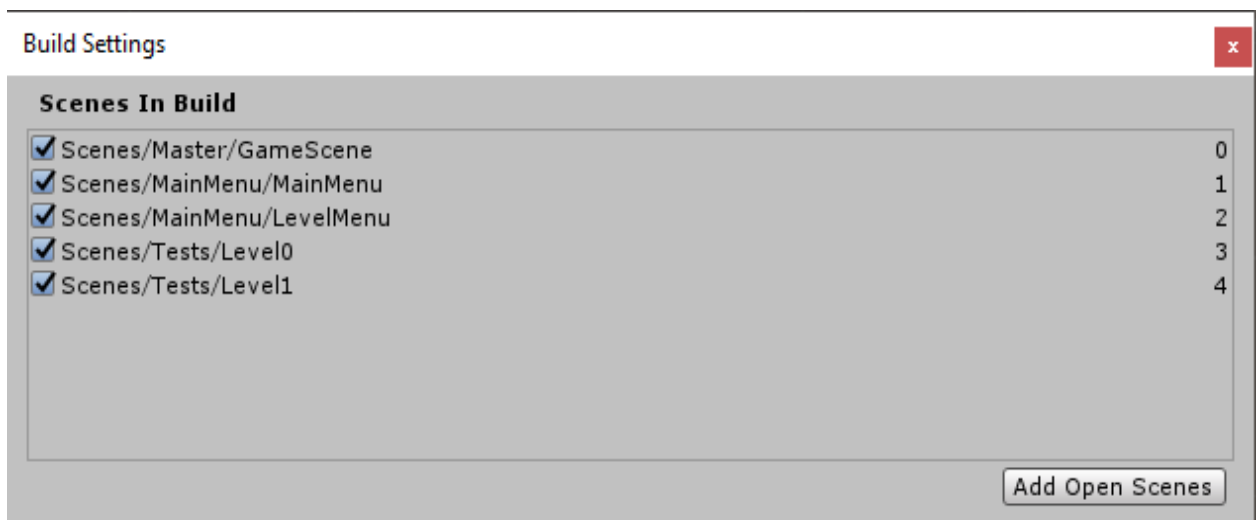 Build Settings
x
Scenes In Build
Scenes/Master/GameScene 0
Scenes/MainMenu/MainMenu 1
Scenes/MainMenu/LevelMenu 2
Scenes/Tests/Level0 3
Scenes/Tests/Level1 4
Add Open Scenes